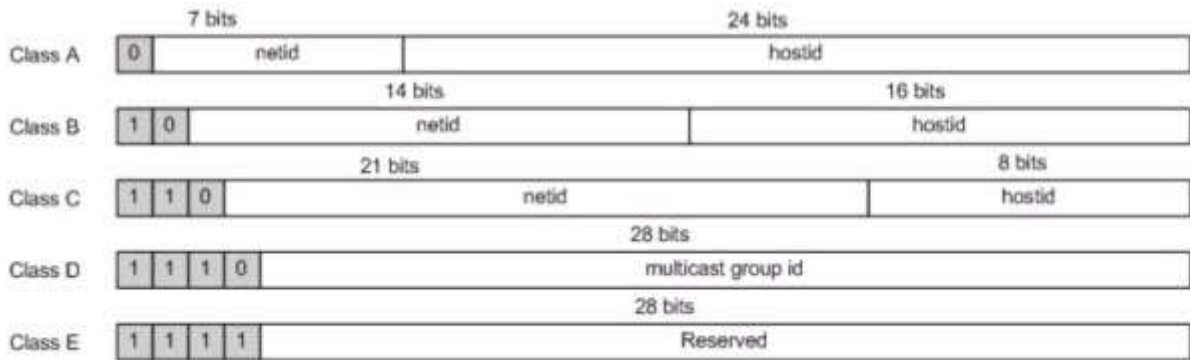 7 bits 24 bits
Class A 0 netid hostid
14 bits 16 bits
Class B 1 0 netid hostid
21 bits 8 bits
Class C 1 1 0 netid hostid
28 bits
Class D 1 1 1 0 multicast group id
28 bits
Class E 1 1 1 1 Reserved